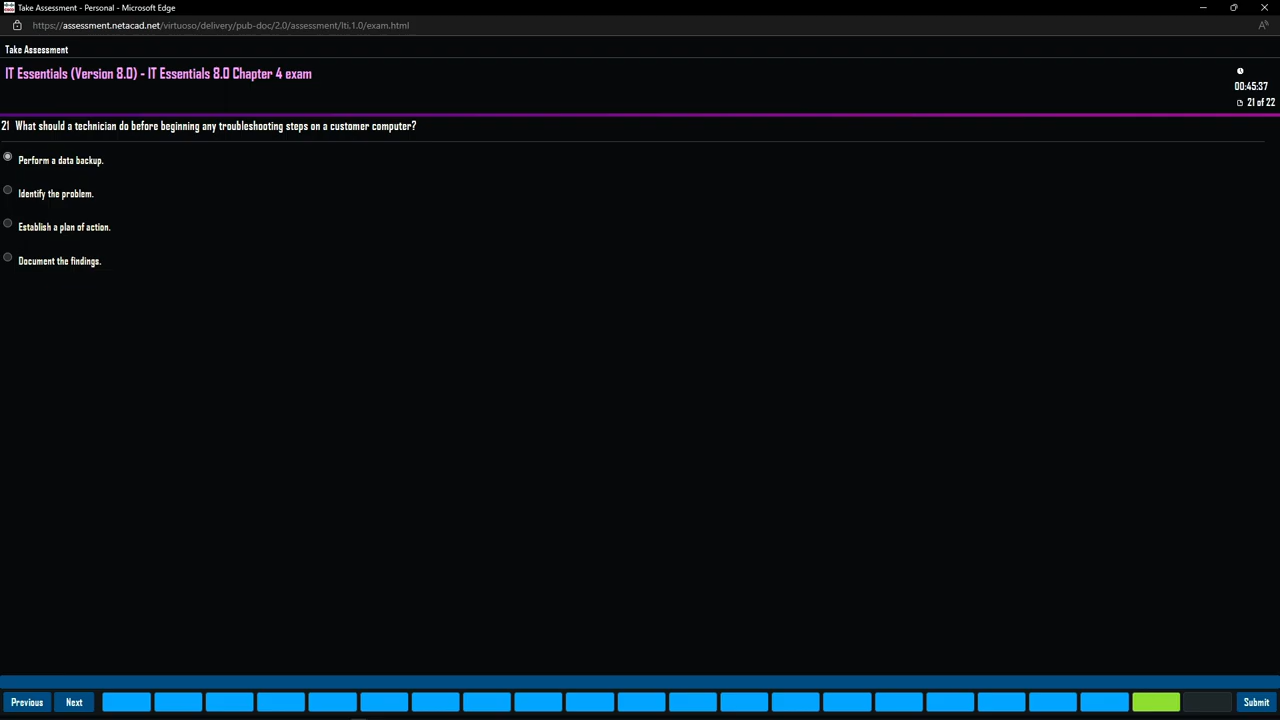 Take Assessment - Personal - Microsoft Edge
https://assessment.netacad.net/virtuoso/delivery/pub-doc/2.0/assessment/lti.1.0/exam.html
Take Assessment
IT Essentials (Version 8.0) - IT Essentials 8.0 Chapter 4 exam
00:45:37
21 of 22
21 What should a technician do before beginning any troubleshooting steps on a customer computer?
Perform a data backup.
Identify the problem.
Establish a plan of action.
Document the findings.
Previous Next Submit